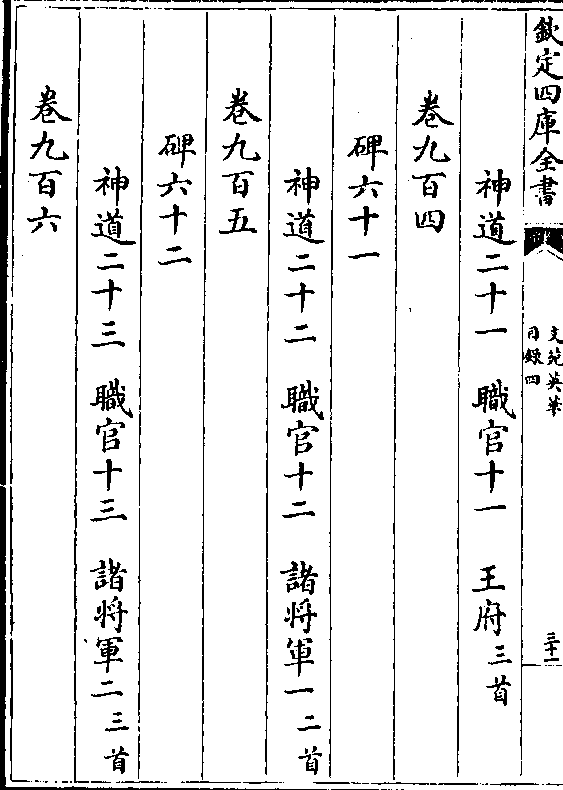 欽定四庫全書
文苑英華
目録四
三十一
神道二十一　職官十一　王府三首
卷九百四
碑六十一
神道二十二　職官十二　諸將軍一二首
卷九百五
碑六十二
神道二十三　職官十三　諸將軍二三首
卷九百六